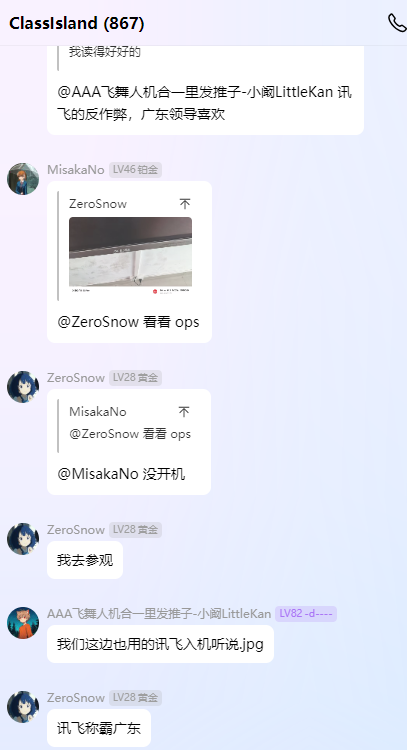 ClassIsland (867)
我读得好好的
@AAA飞舞人机合一里发推子-小阚LittleKan 讯
飞的反作弊，广东领导喜欢
MisakaNo LV46 铂金
ZeroSnow
@ZeroSnow 看看 ops
ZeroSnow LV28 黄金
MisakaNo
@ZeroSnow 看看 ops
@MisakaNo 没开机
ZeroSnow LV28 黄金
我去参观
AAA飞舞人机合一里发推子-小阚LittleKan LV82 -d----
我们这边也用的讯飞入机听说.jpg
ZeroSnow LV28 黄金
讯飞称霸广东